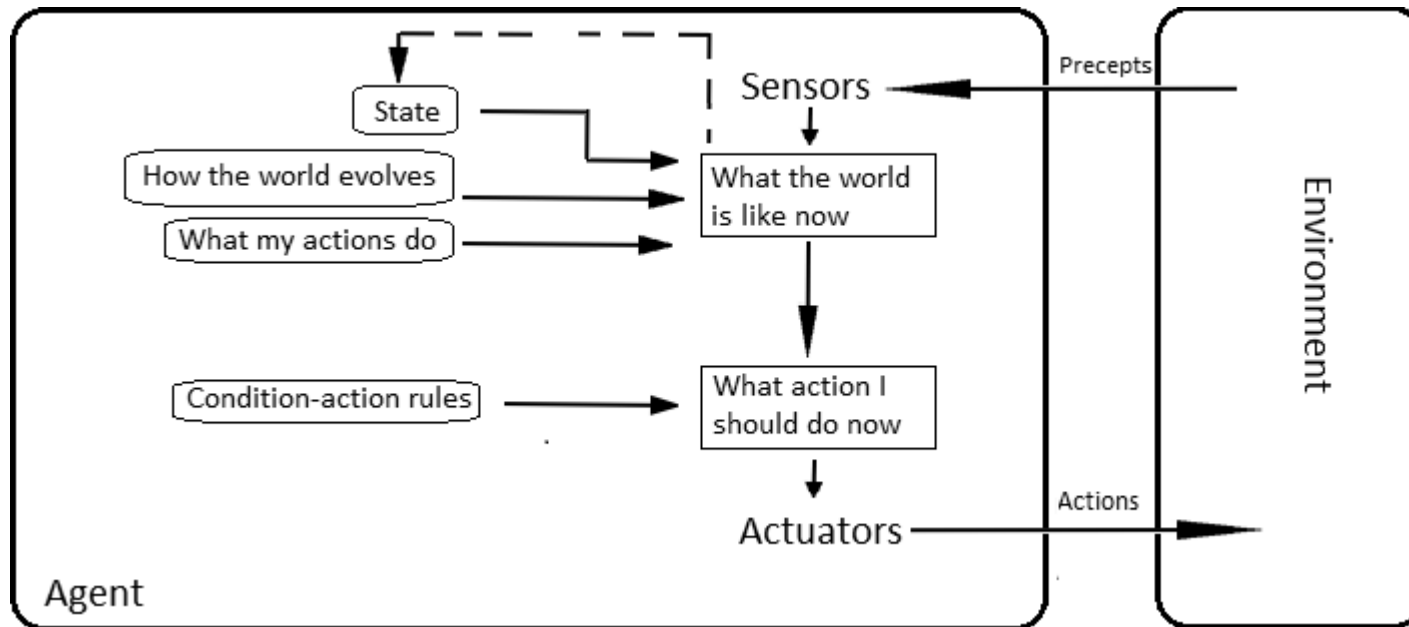 Precepts
Sensors
State
How the world evolves
What the world
is like now
What my actions do
Environment
Condition-action rules
What action I
should do now
Actions
Actuators
Agent